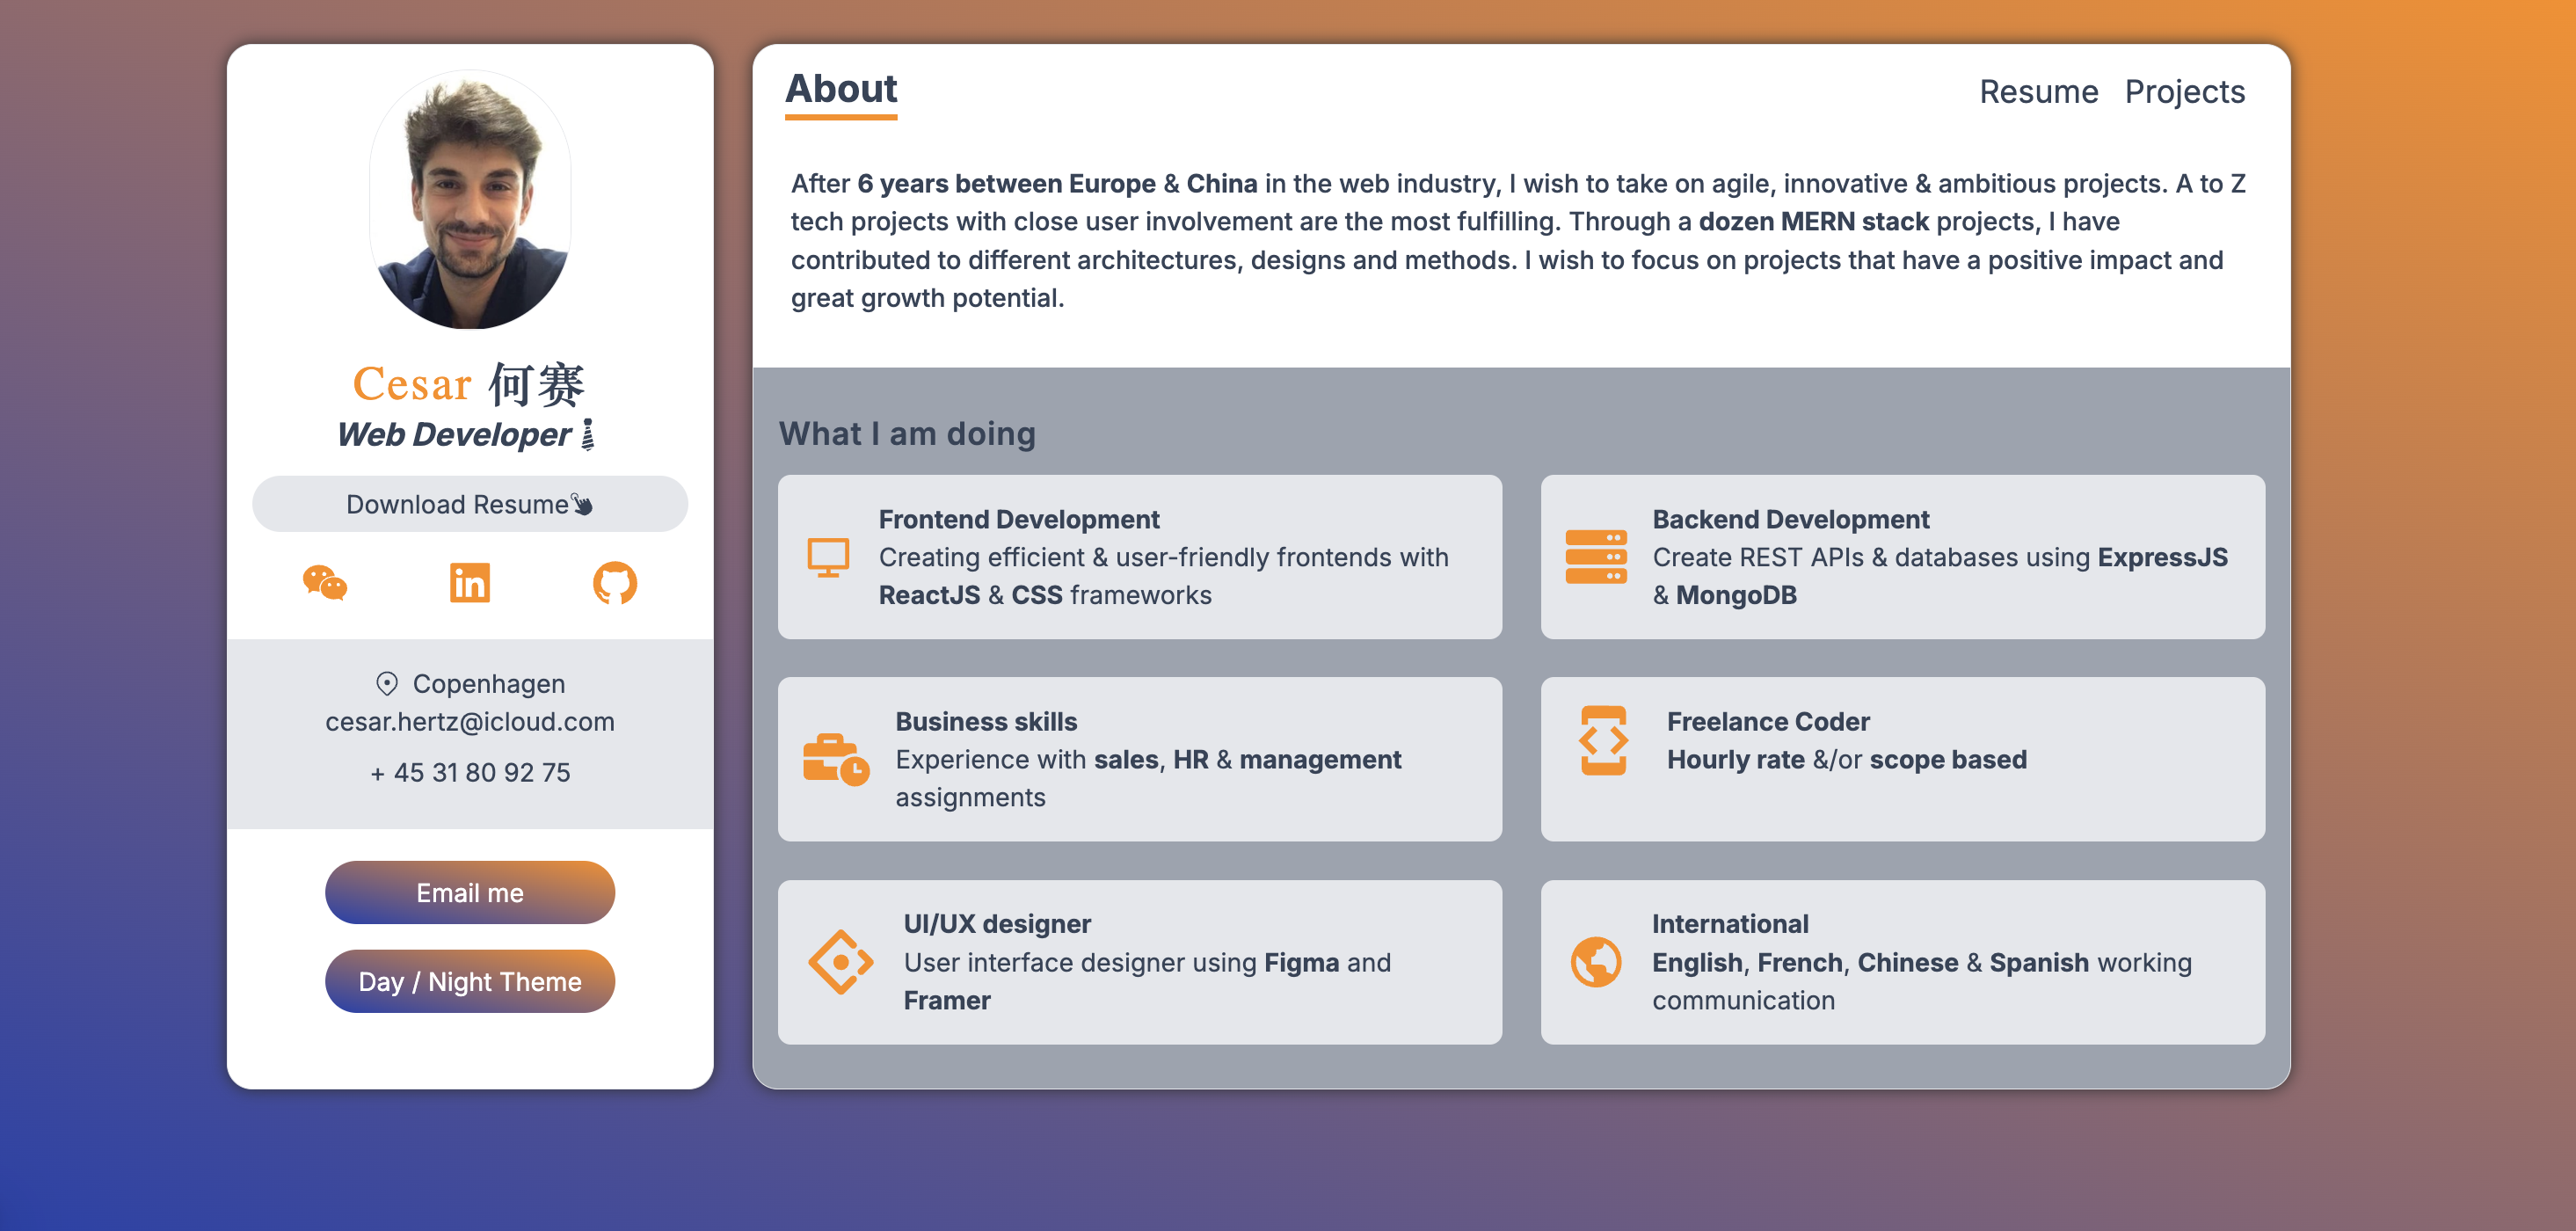 Cesar 何赛
Web Developer
Download Resume
in
Copenhagen
cesar.hertz@icloud.com
+ 45 31 80 92 75
Email me
Day / Night Theme
About
Resume
Projects
After 6 years between Europe & China in the web industry, I wish to take on agile, innovative & ambitious projects. A to Z
tech projects with close user involvement are the most fulfilling. Through a dozen MERN stack projects, I have
contributed to different architectures, designs and methods. I wish to focus on projects that have a positive impact and
great growth potential.
What I am doing
Frontend Development
Creating efficient & user-friendly frontends with
ReactJS & CSS frameworks
Backend Development
Create REST APIs & databases using ExpressJS
& MongoDB
Business skills
Experience with sales, HR & management
assignments
Freelance Coder
Hourly rate &/or scope based
UI/UX designer
User interface designer using Figma and
Framer
International
English, French, Chinese & Spanish working
communication